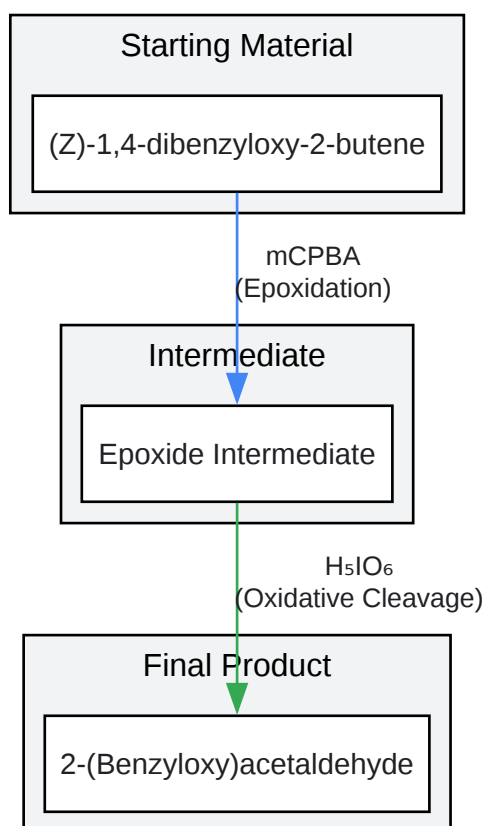 Starting Material
(Z)-1,4-dibenzyloxy-2-butene
mCPBA
(Epoxidation)
Intermediate
Epoxide Intermediate
H₅IO₆
(Oxidative Cleavage)
Final Product
2-(Benzyloxy)acetaldehyde